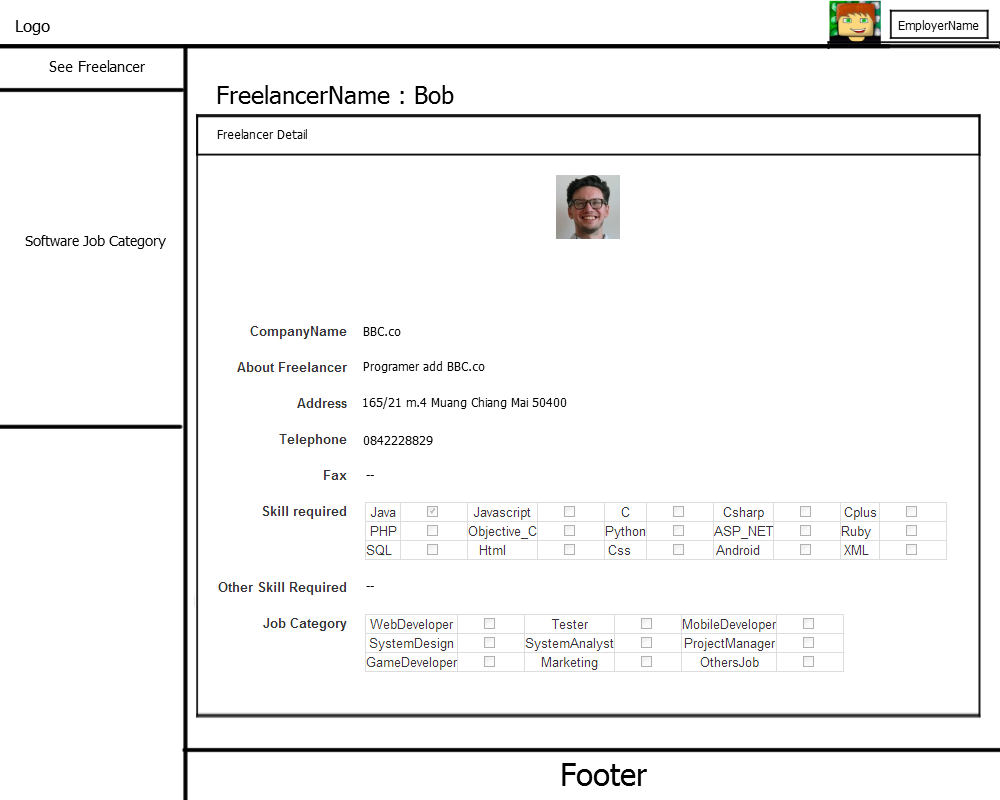 Logo
EmployerName
See Freelancer
FreelancerName : Bob
Freelancer Detail
Software Job Category
CompanyName BBC.co
About Freelancer Programer add BBC.co
Address 165/21 m.4 Muang Chiang Mai 50400
Telephone 0842228829
Fax --
Skill required Java Javascript C Csharp Cplus
PHP Objective_C Python ASP_NET Ruby
SQL Html Css Android XML
Other Skill Required --
Job Category WebDeveloper Tester MobileDeveloper
SystemDesign SystemAnalyst ProjectManager
GameDeveloper Marketing OthersJob
Footer